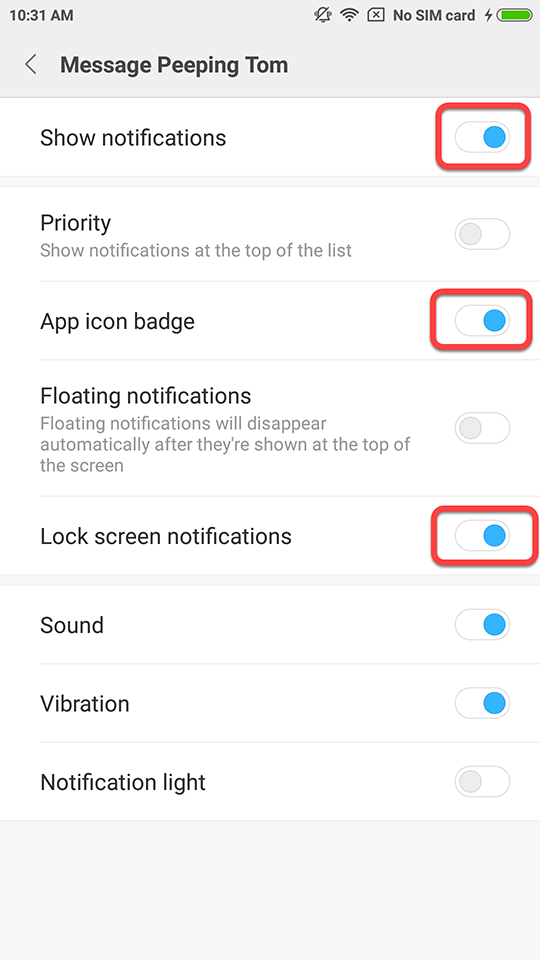 10:31 AM No SIM card
Message Peeping Tom
Show notifications
Priority
Show notifications at the top of the list
App icon badge
Floating notifications
Floating notifications will disappear
automatically after they're shown at the top of
the screen
Lock screen notifications
Sound
Vibration
Notification light